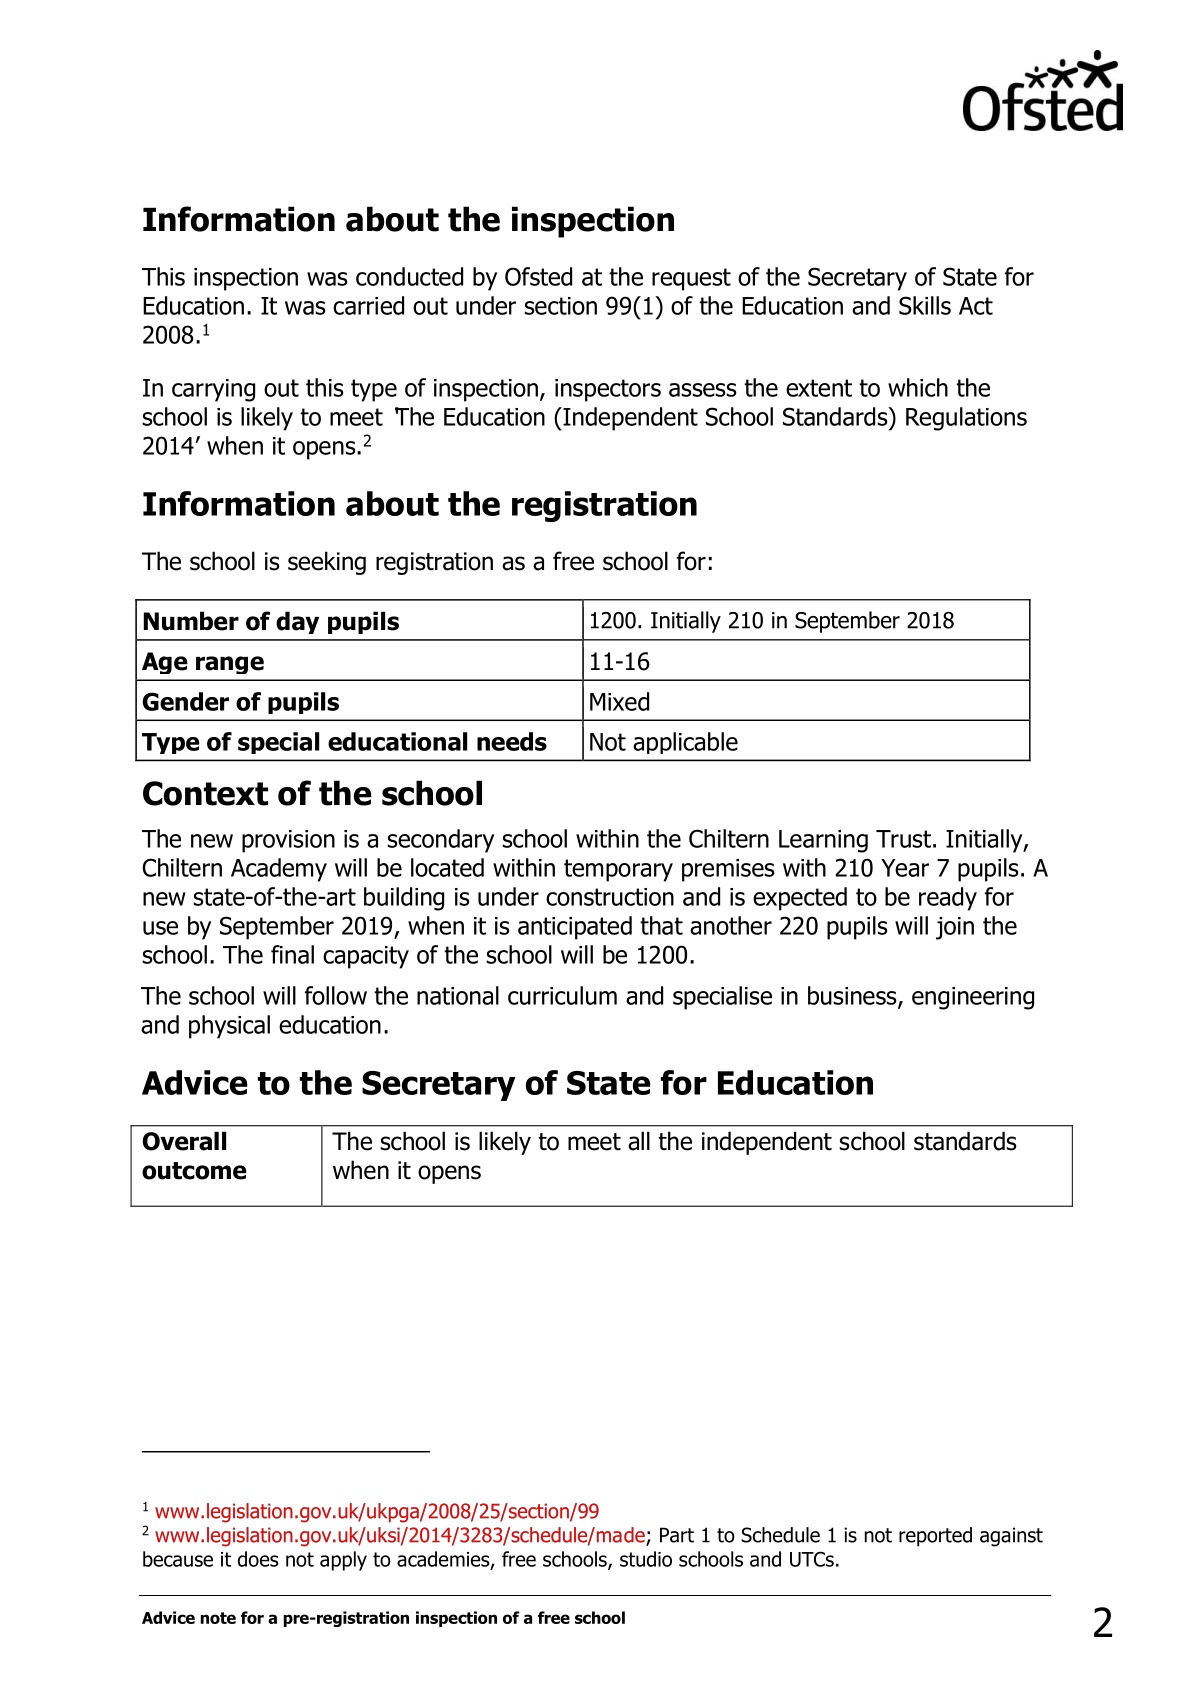 Ofsted
Information about the inspection
This inspection was conducted by Ofsted at the request of the Secretary of State for
Education. It was carried out under section 99(1) of the Education and Skills Act
2008.1
In carrying out this type of inspection, inspectors assess the extent to which the
school is likely to meet ‘The Education (Independent School Standards) Regulations
2014’ when it opens.2
Information about the registration
The school is seeking registration as a free school for:
Number of day pupils 1200. Initially 210 in September 2018
Age range 11-16
Gender of pupils Mixed
Type of special educational needs Not applicable
Context of the school
The new provision is a secondary school within the Chiltern Learning Trust. Initially,
Chiltern Academy will be located within temporary premises with 210 Year 7 pupils. A
new state-of-the-art building is under construction and is expected to be ready for
use by September 2019, when it is anticipated that another 220 pupils will join the
school. The final capacity of the school will be 1200.
The school will follow the national curriculum and specialise in business, engineering
and physical education.
Advice to the Secretary of State for Education
Overall The school is likely to meet all the independent school standards
outcome when it opens
1 www.legislation.gov.uk/ukpga/2008/25/section/99
2 www.legislation.gov.uk/uksi/2014/3283/schedule/made; Part 1 to Schedule 1 is not reported against
because it does not apply to academies, free schools, studio schools and UTCs.
Advice note for a pre-registration inspection of a free school 2